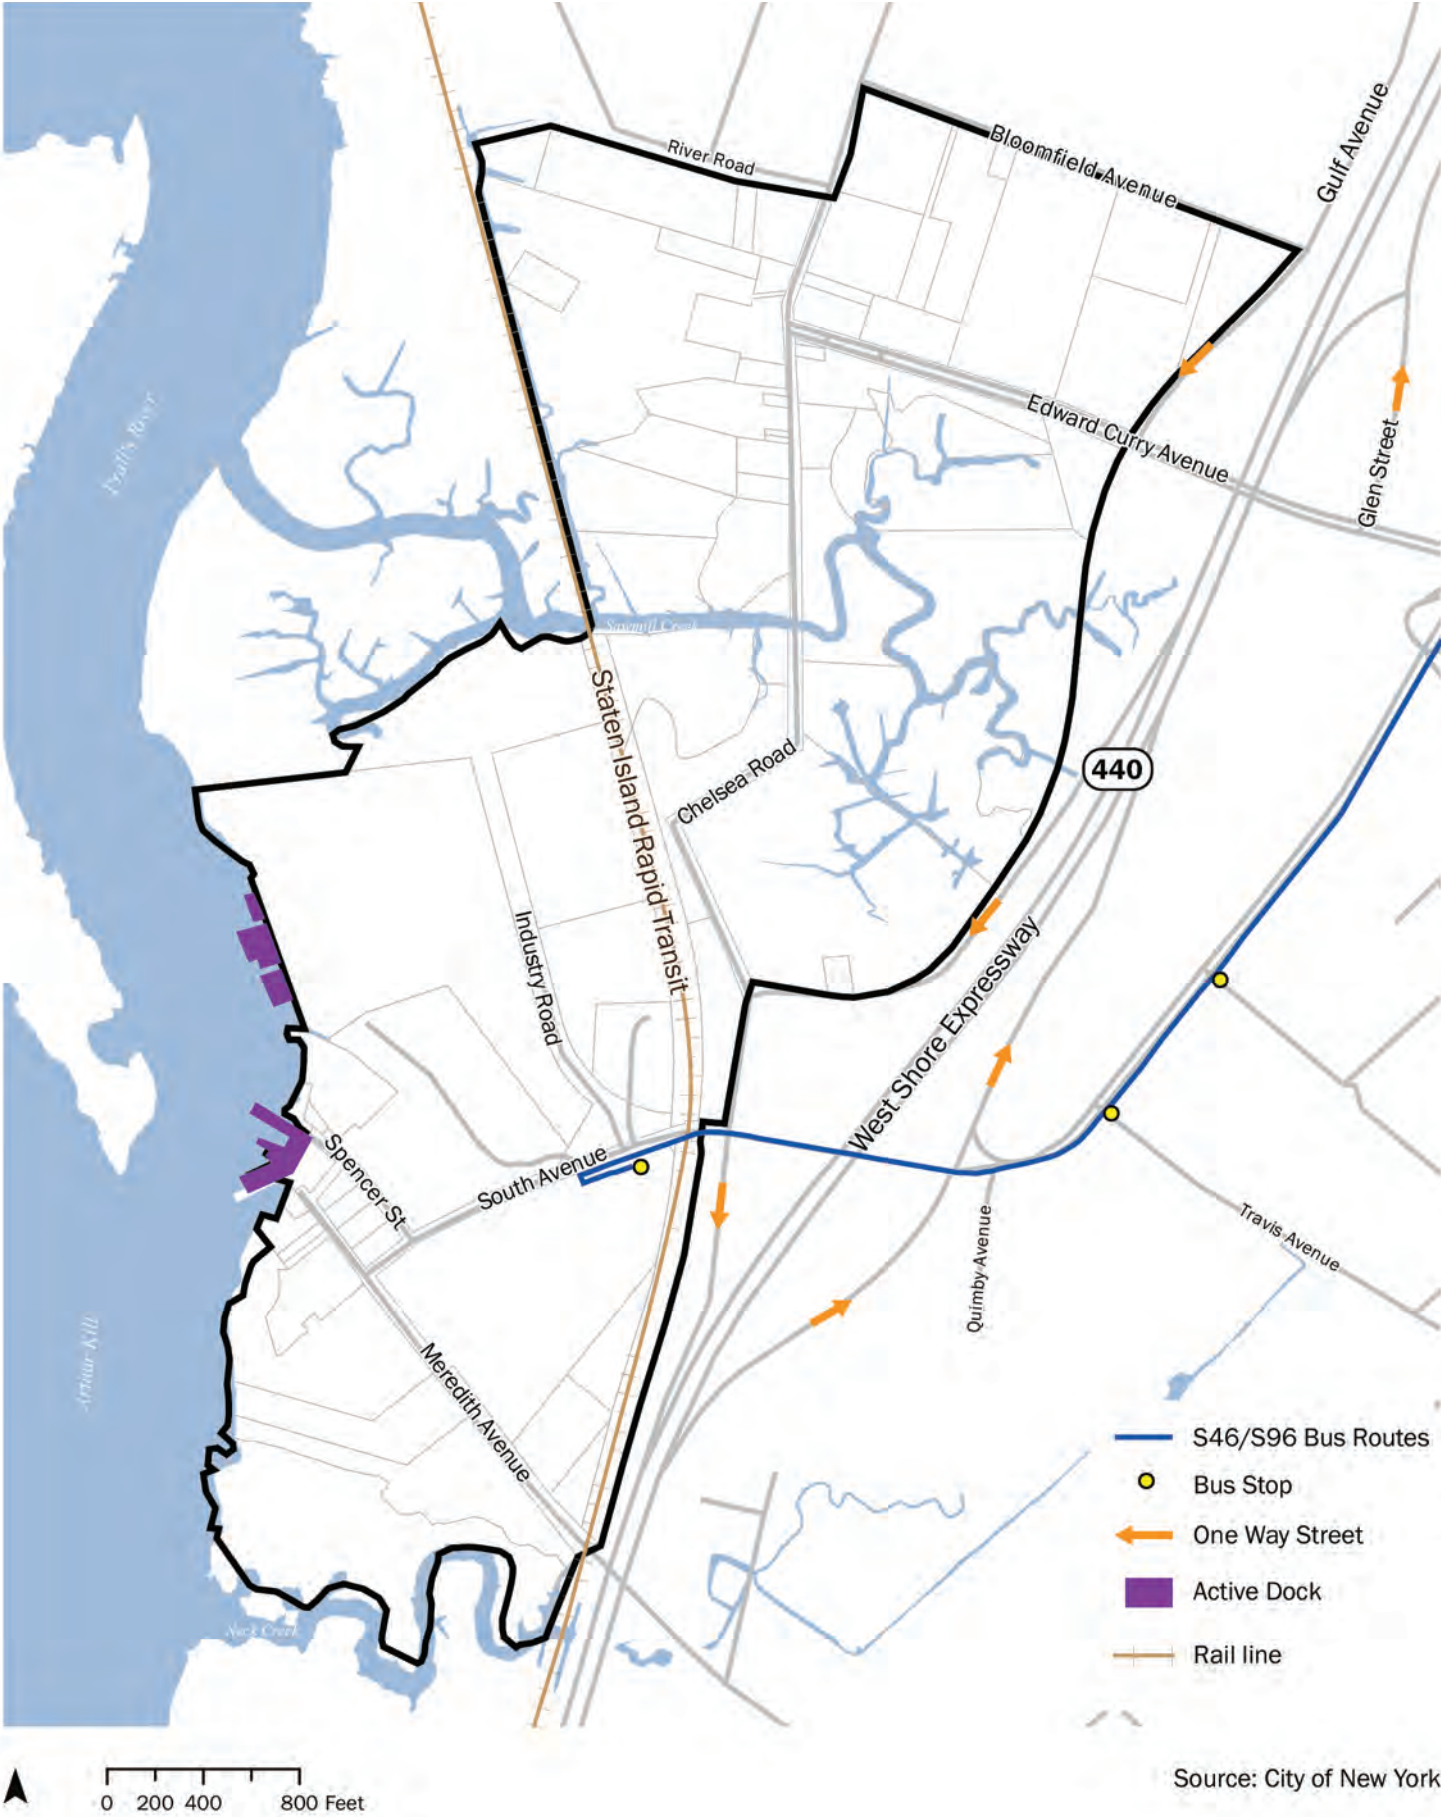 Bloomfield Avenue
Gulf Avenue
River Road
Edward Curry Avenue
Glen Street
Prall's River
Sawmill Creek
Staten Island Rapid Transit
440
Chelsea Road
Industry Road
West Shore Expressway
Spencer St
South Avenue
Travis Avenue
Quimby Avenue
Arthur Kill
Meredith Avenue
Neck Creek
S46/S96 Bus Routes
Bus Stop
One Way Street
Active Dock
Rail line
0 200 400 800 Feet
Source: City of New York